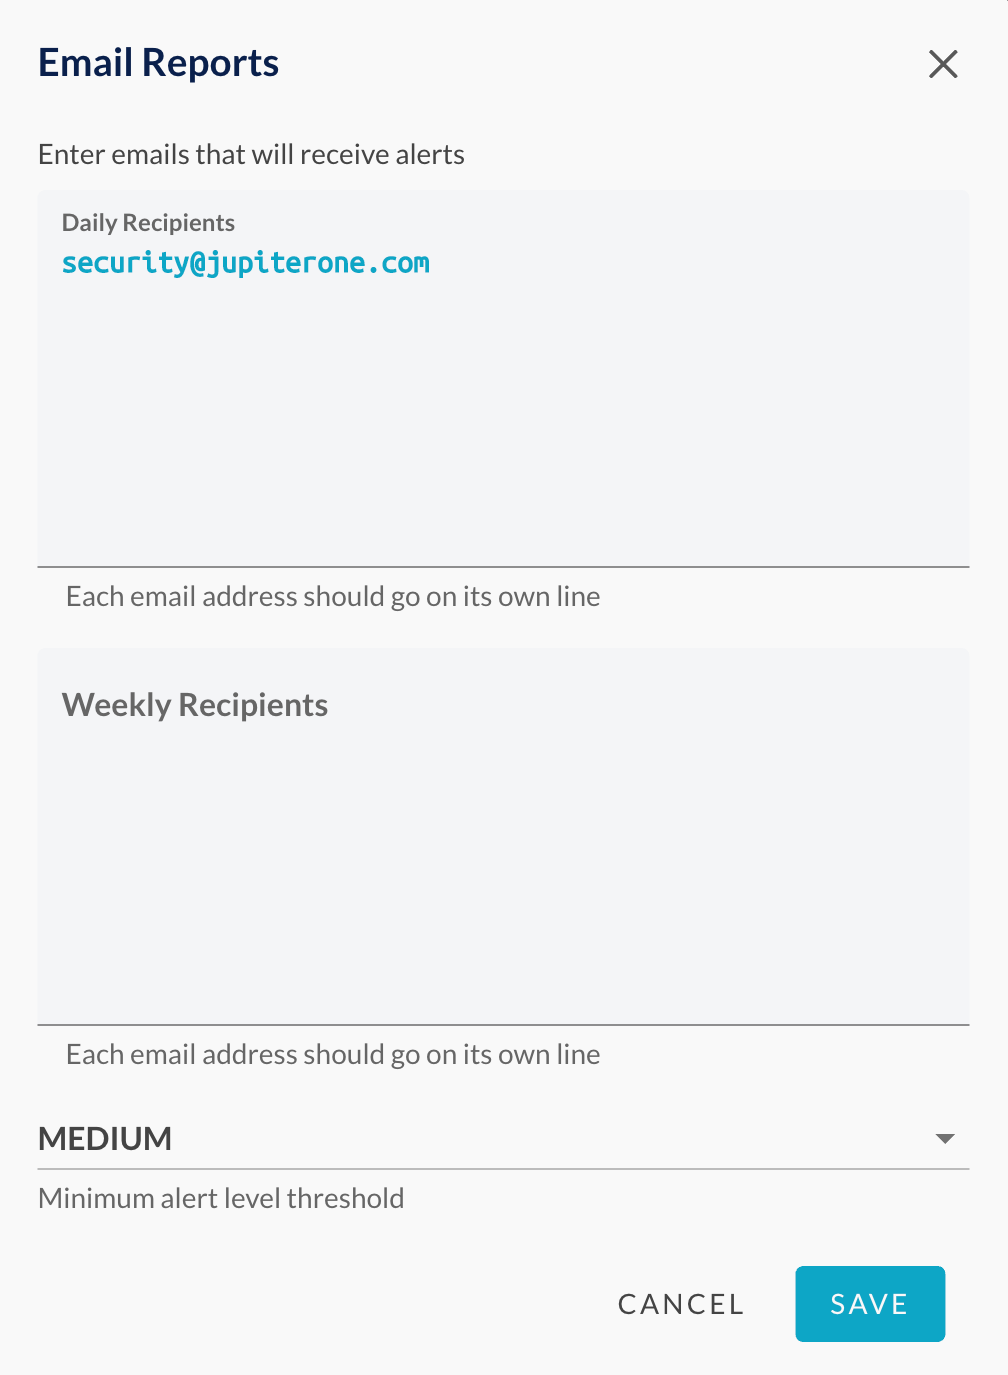 Email Reports
Enter emails that will receive alerts
Daily Recipients
security@jupiterone.com
Each email address should go on its own line
Weekly Recipients
Each email address should go on its own line
MEDIUM
Minimum alert level threshold
CANCEL SAVE